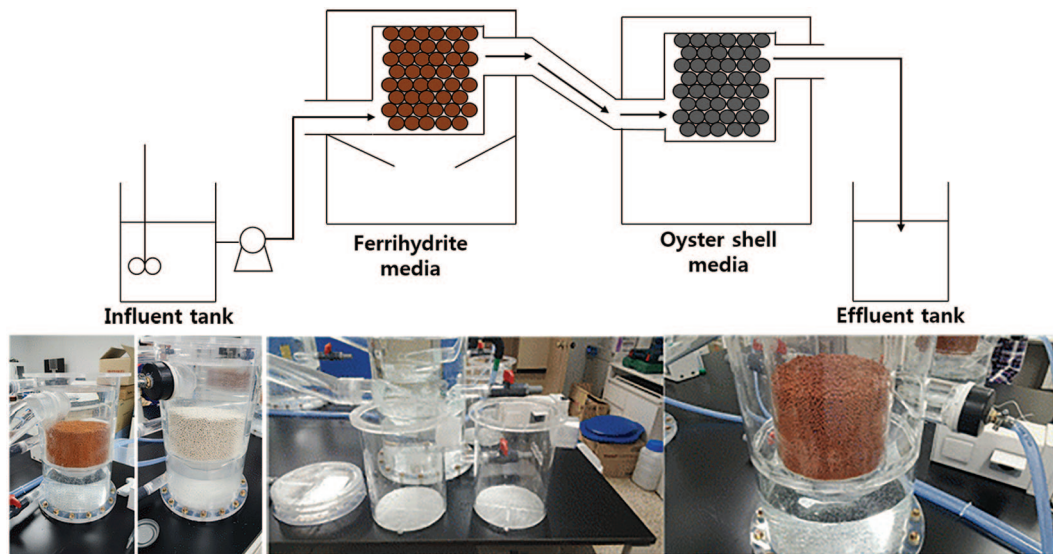 Ferrihydrite
media
Oyster shell
media
Influent tank
Effluent tank